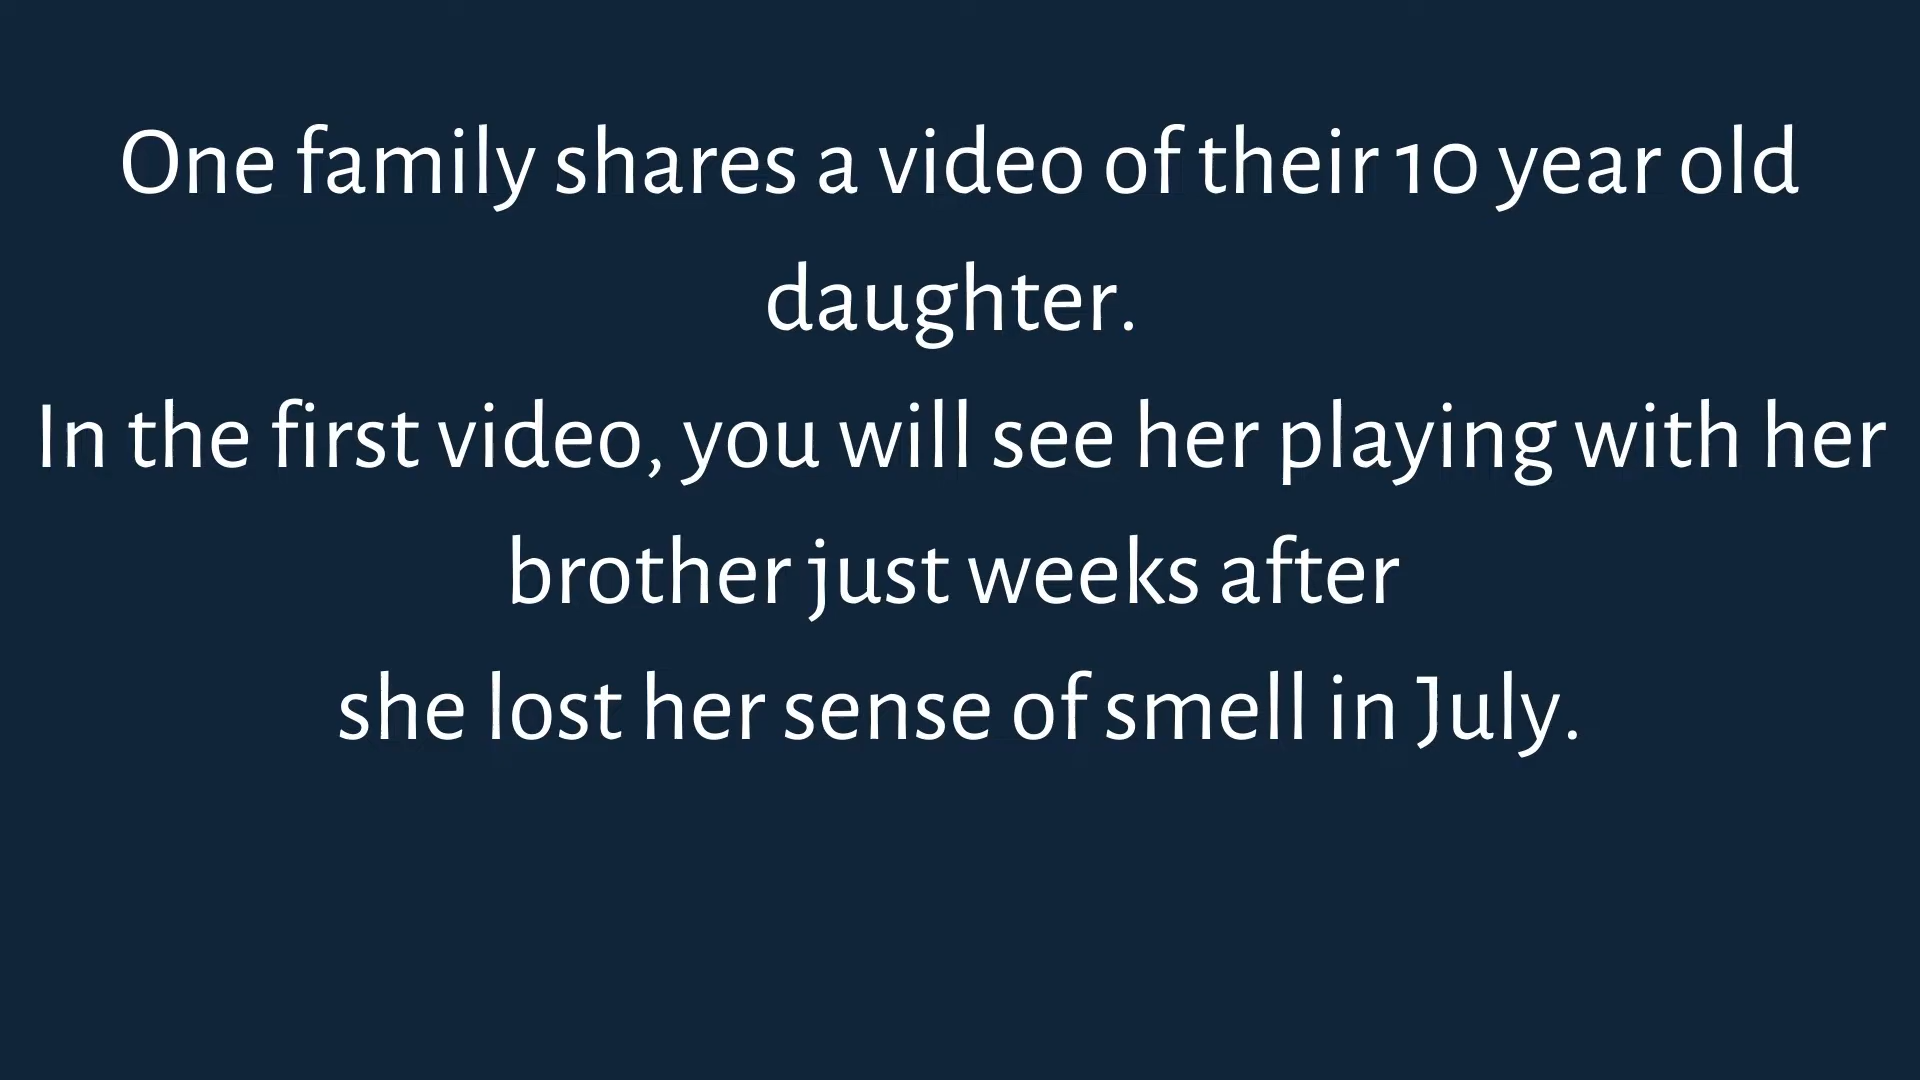 One family shares a video of their 10 year old
daughter.
In the first video, you will see her playing with her
brother just weeks after
she lost her sense of smell in July.